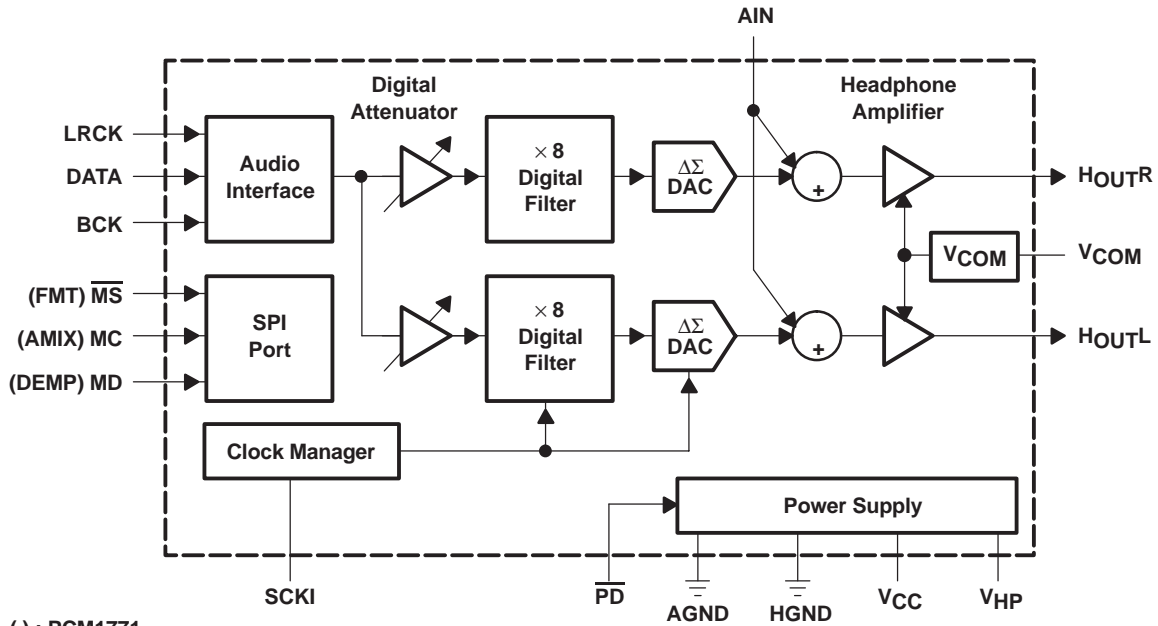 AIN
Digital
Attenuator
Headphone
Amplifier
LRCK
DATA
BCK
Audio
Interface
× 8
Digital
Filter
ΔΣ
DAC
+
HOUTR
VCOM
VCOM
(FMT) MS
(AMIX) MC
(DEMP) MD
SPI
Port
× 8
Digital
Filter
ΔΣ
DAC
+
HOUTL
Clock Manager
Power Supply
SCKI
PD
AGND
HGND
VCC
VHP
( ) : PCM1771